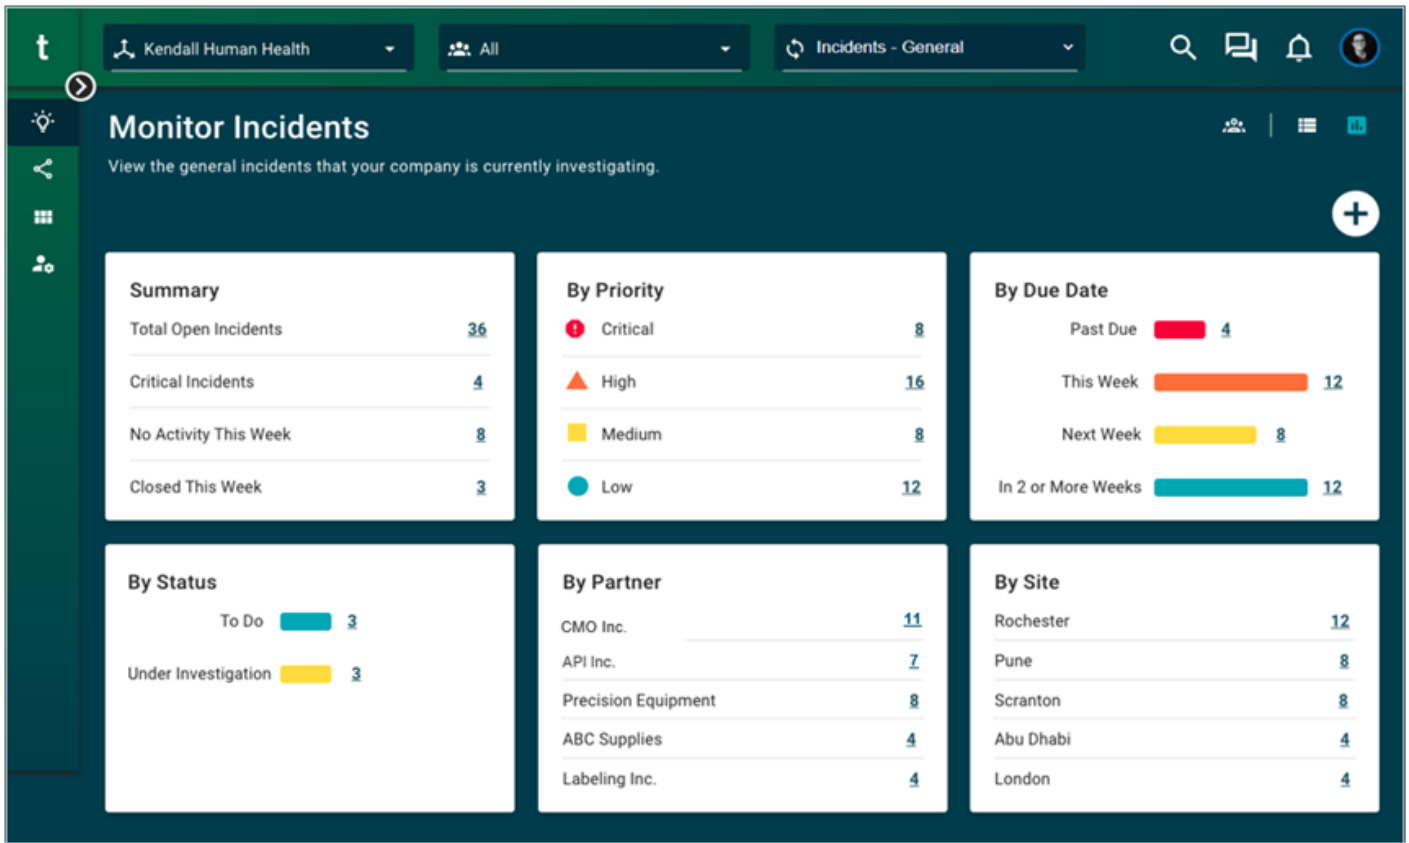 t
Kendall Human Health
All
Incidents - General
Monitor Incidents
View the general incidents that your company is currently investigating.
Summary
Total Open Incidents 36
Critical Incidents 4
No Activity This Week 8
Closed This Week 3
By Priority
Critical 8
High 16
Medium 8
Low 12
By Due Date
Past Due 4
This Week 12
Next Week 8
In 2 or More Weeks 12
By Status
To Do 3
Under Investigation 3
By Partner
CMO Inc. 11
API Inc. 7
Precision Equipment 8
ABC Supplies 4
Labeling Inc. 4
By Site
Rochester 12
Pune 8
Scranton 8
Abu Dhabi 4
London 4